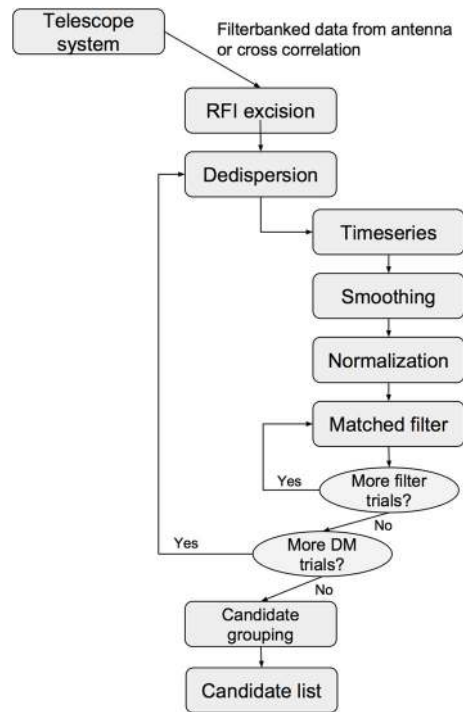 Telescope
system
Filterbanked data from antenna
or cross correlation
RFI excision
Dedispersion
Timeseries
Smoothing
Normalization
Matched filter
Yes
More filter
trials?
No
Yes
More DM
trials?
No
Candidate
grouping
Candidate list